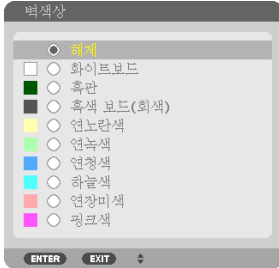 벽색상
해제
화이트보드
흑판
흑색 보드(회색)
연노란색
연녹색
연청색
하늘색
연장미색
핑크색
ENTER EXIT